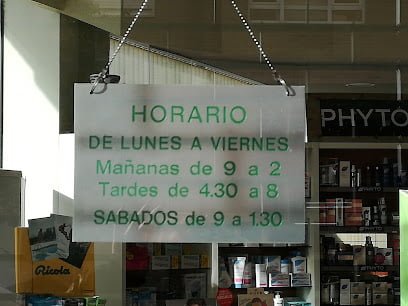 HORARIO
DE LUNES A VIERNES
Mañanas de 9 a 2
Tardes de 4.30 a 8
SABADOS de 9 a 1.30
PHYTO
Ricola
PHYTO